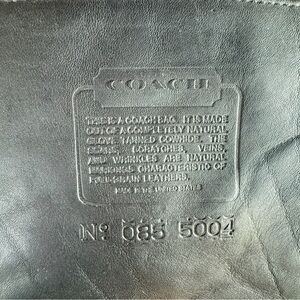 COACH
THIS IS A COACH BAG. IT IS MADE
OUT OF A COMPLETELY NATURAL
GLOVE TANNED COWHIDE. THE
SCARS, SCRATCHES, VEINS,
AND WRINKLES ARE NATURAL
MARKINGS CHARACTERISTIC OF
FULL-GRAIN LEATHERS.
MADE IN THE UNITED STATES
Nº 085 5004